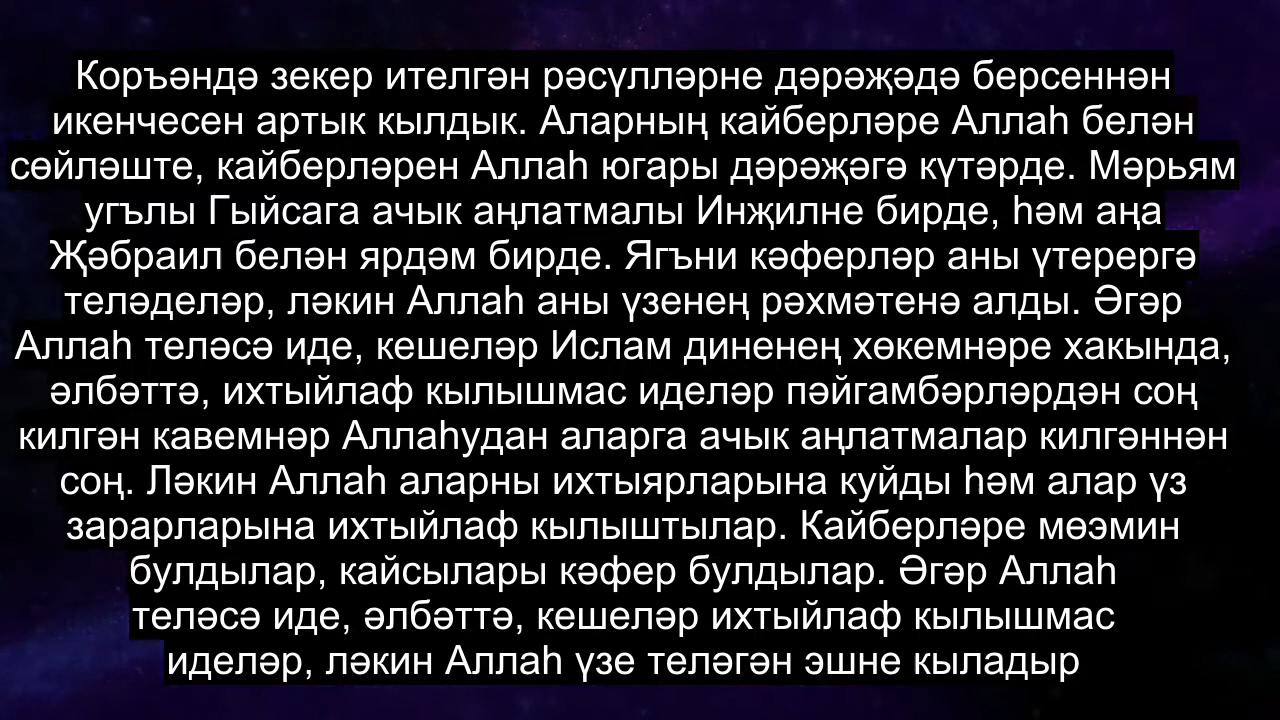 Коръәндә зекер ителгән рәсүлләрне дәрәҗәдә берсеннән
икенчесен артык кылдык. Аларның кайберләре Аллаһ белән
сөйләште, кайберләрен Аллаһ югары дәрәҗәгә күтәрде. Мәрьям
угълы Гыйсага ачык аңлатмалы Инҗилне бирде, һәм аңа
Җәбраил белән ярдәм бирде. Ягъни кәферләр аны үтерергә
теләделәр, ләкин Аллаһ аны үзенең рәхмәтенә алды. Әгәр
Аллаһ теләсә иде, кешеләр Ислам диненең хөкемнәре хакында,
әлбәттә, ихтыйлаф кылышмас иделәр пәйгамбәрләрдән соң
килгән кавемнәр Аллаһудан аларга ачык аңлатмалар килгәннән
соң. Ләкин Аллаһ аларны ихтыярларына куйды һәм алар үз
зарарларына ихтыйлаф кылыштылар. Кайберләре мөэмин
булдылар, кайсылары кәфер булдылар. Әгәр Аллаһ
теләсә иде, әлбәттә, кешеләр ихтыйлаф кылышмас
иделәр, ләкин Аллаһ үзе теләгән эшне кыладыр